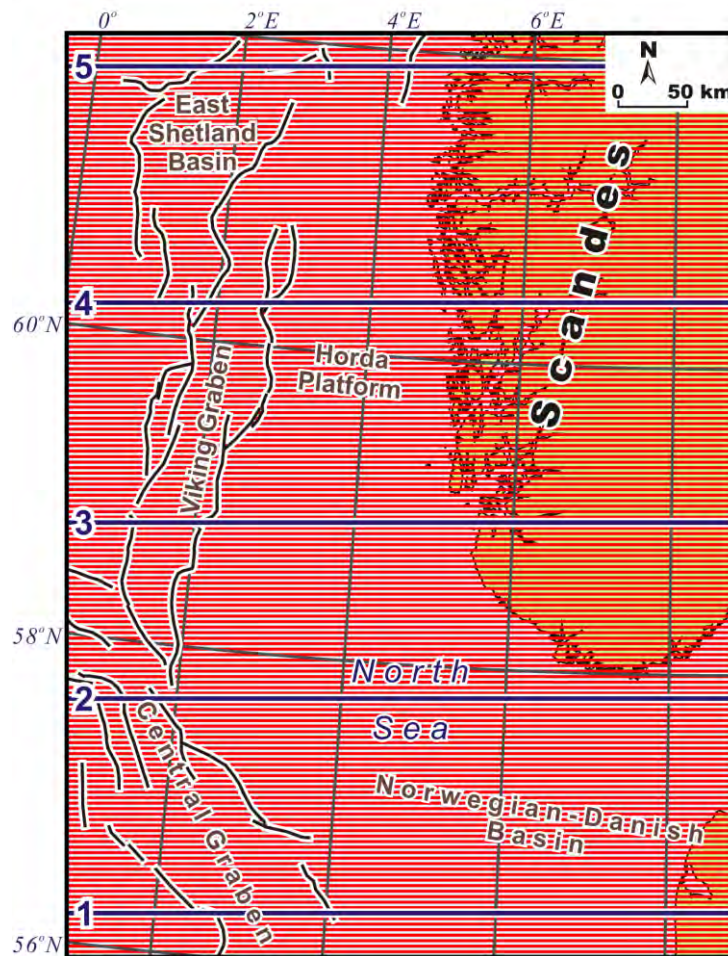 0° 2°E 4°E 6°E
N
0 50 km
5
East
Shetland
Basin
Scandes
4
60°N
Horda
Platform
Viking Graben
3
58°N
North
2
Sea
Central Graben
Norwegian-Danish
Basin
1
56°N